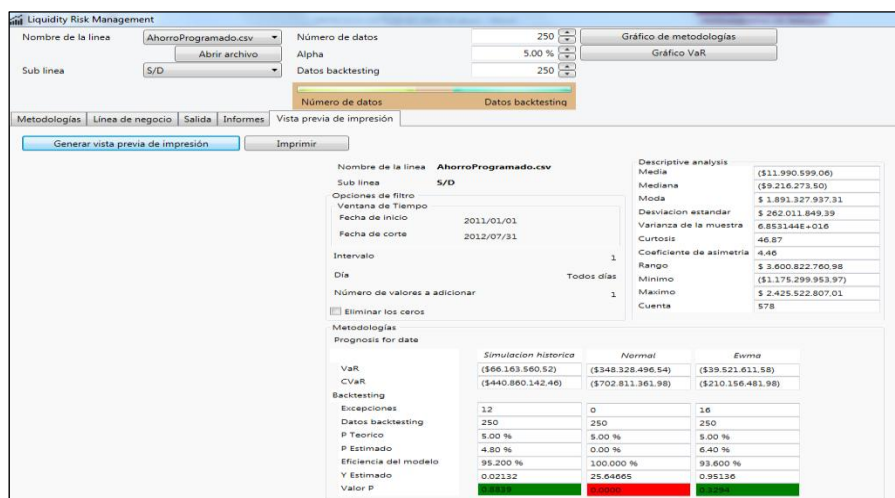 Liquidity Risk Management
Nombre de la linea AhorroProgramado.csv Número de datos 250 Gráfico de metodologías
Abrir archivo Alpha 5.00 % Gráfico VaR
Sub linea S/D Datos backtesting 250
Número de datos Datos backtesting
Metodologías Línea de negocio Salida Informes Vista previa de impresión
Generar vista previa de impresión Imprimir
Nombre de la linea AhorroProgramado.csv
Sub linea S/D
Opciones de filtro
Ventana de Tiempo
Fecha de inicio 2011/01/01
Fecha de corte 2012/07/31
Intervalo 1
Día Todos días
Número de valores a adicionar 1
Eliminar los ceros
Descriptive analysis
Media ($11.990.599.06)
Mediana ($9.216.273.50)
Moda $ 1.891.327.937.31
Desviacion estandar $ 262.011.849.39
Varianza de la muestra 6.853144E+016
Curtosis 46.87
Coeficiente de asimetria 4.46
Rango $ 3.600.822.760,98
Minimo ($1.175.299.953,97)
Maximo $ 2.425.522.807,01
Cuenta 578
Metodologías
Prognosis for date
Simulacion historica Normal Ewma
VaR ($66.163.560,52) ($348.328.496,54) ($39.521.611,58)
CVaR ($440.860.142.46) ($702.811.361,98) ($210.156.481,98)
Backtesting
Excepciones 12 0 16
Datos backtesting 250 250 250
P Teorico 5.00 % 5.00 % 5.00 %
P Estimado 4.80 % 0.00 % 6.40 %
Eficiencia del modelo 95.200 % 100.000 % 93.600 %
Y Estimado 0.02132 25.64665 0.95136
Valor P 0.0000 0.3294